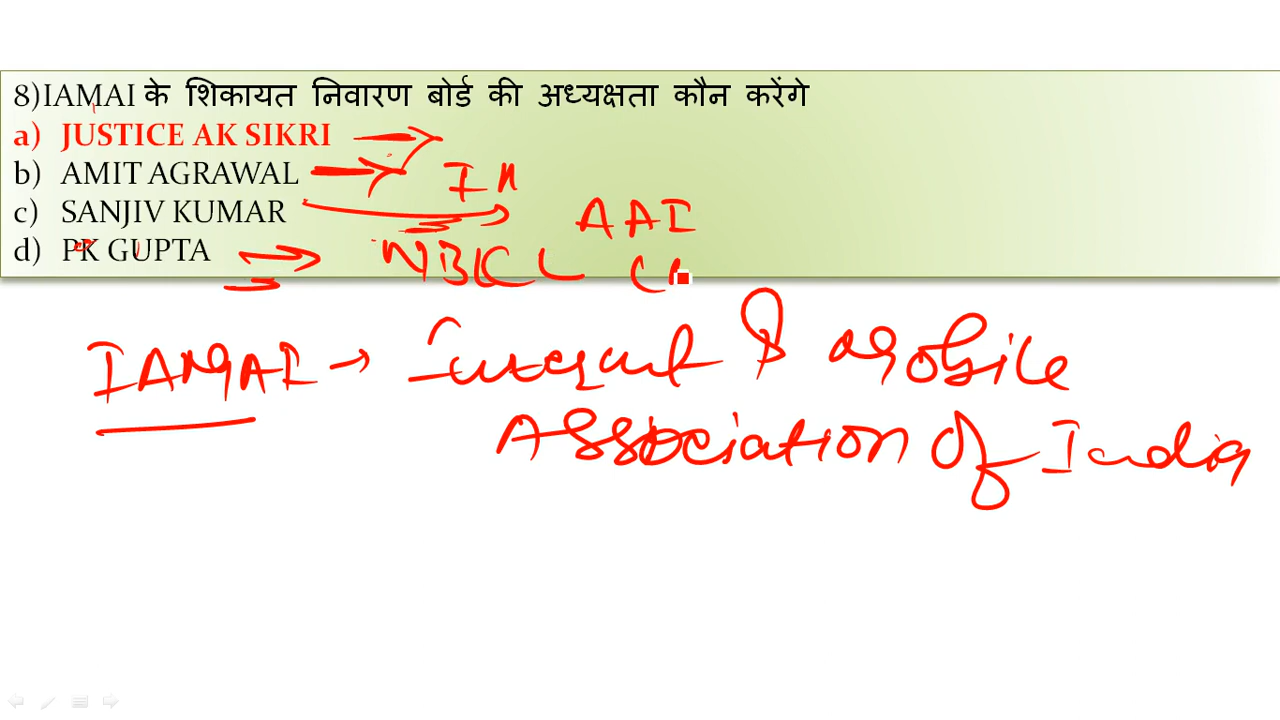 8)IAMAI के शिकायत निवारण बोर्ड की अध्यक्षता कौन करेंगे
a) JUSTICE AK SIKRI
b) AMIT AGRAWAL
c) SANJIV KUMAR AAI
d) PK GUPTA NBCC
IAMAI → Internet & Mobile
Association Of India